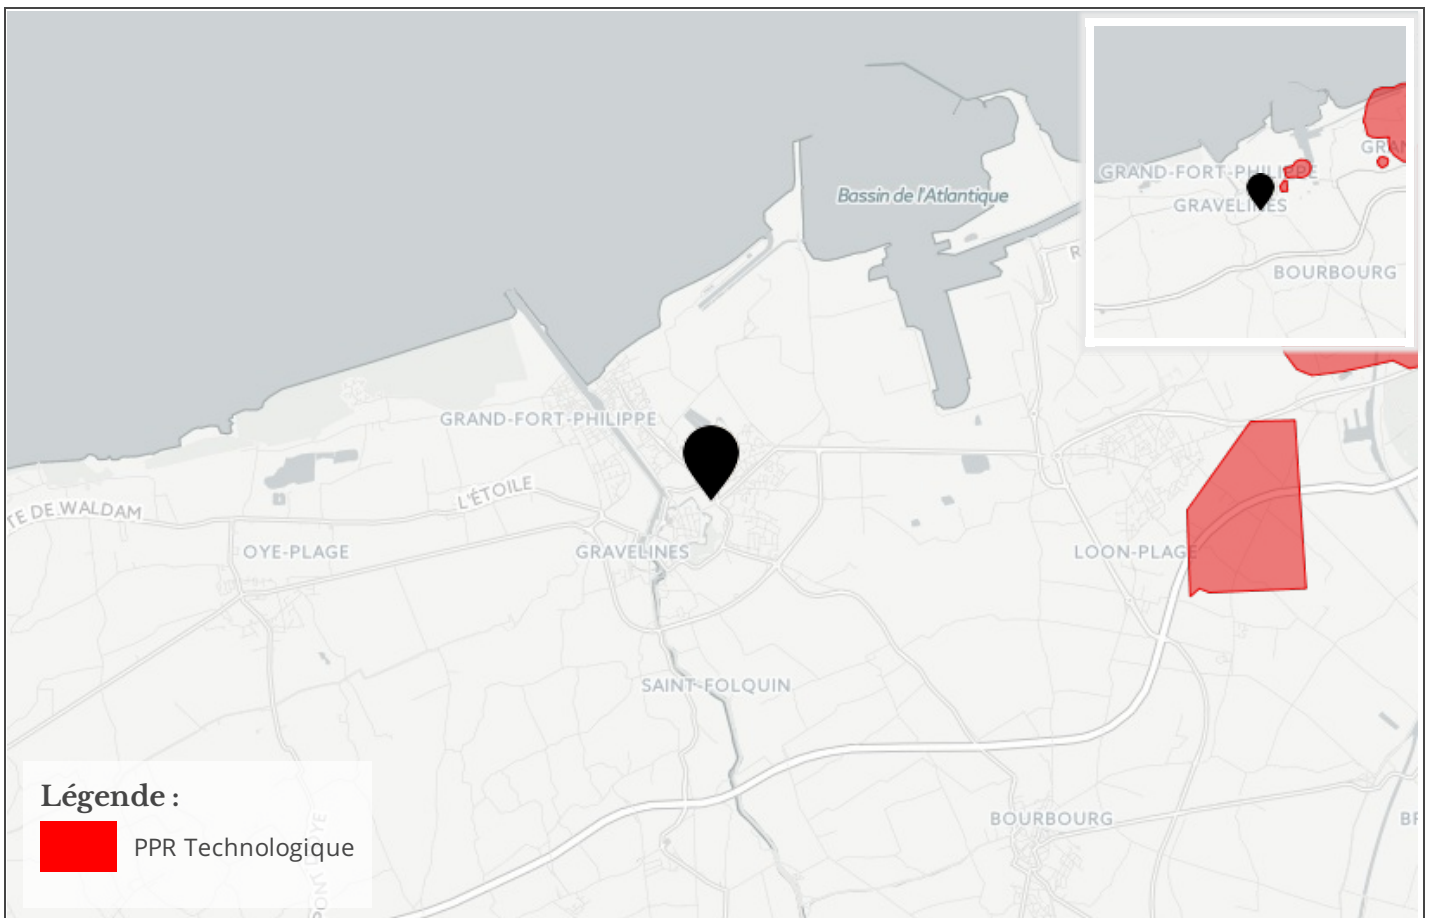 Bassin de l'Atlantique
GRAND-FORT-PHILIPPE
GRAVELINES
BOURBOURG
GRAND-FORT-PHILIPPE
L'ÉTOILE
TE DE WALDAM
OYE-PLAGE
GRAVELINES
LOON-PLAGE
SAINT-FOLQUIN
Légende :
PPR Technologique
BOURBOURG